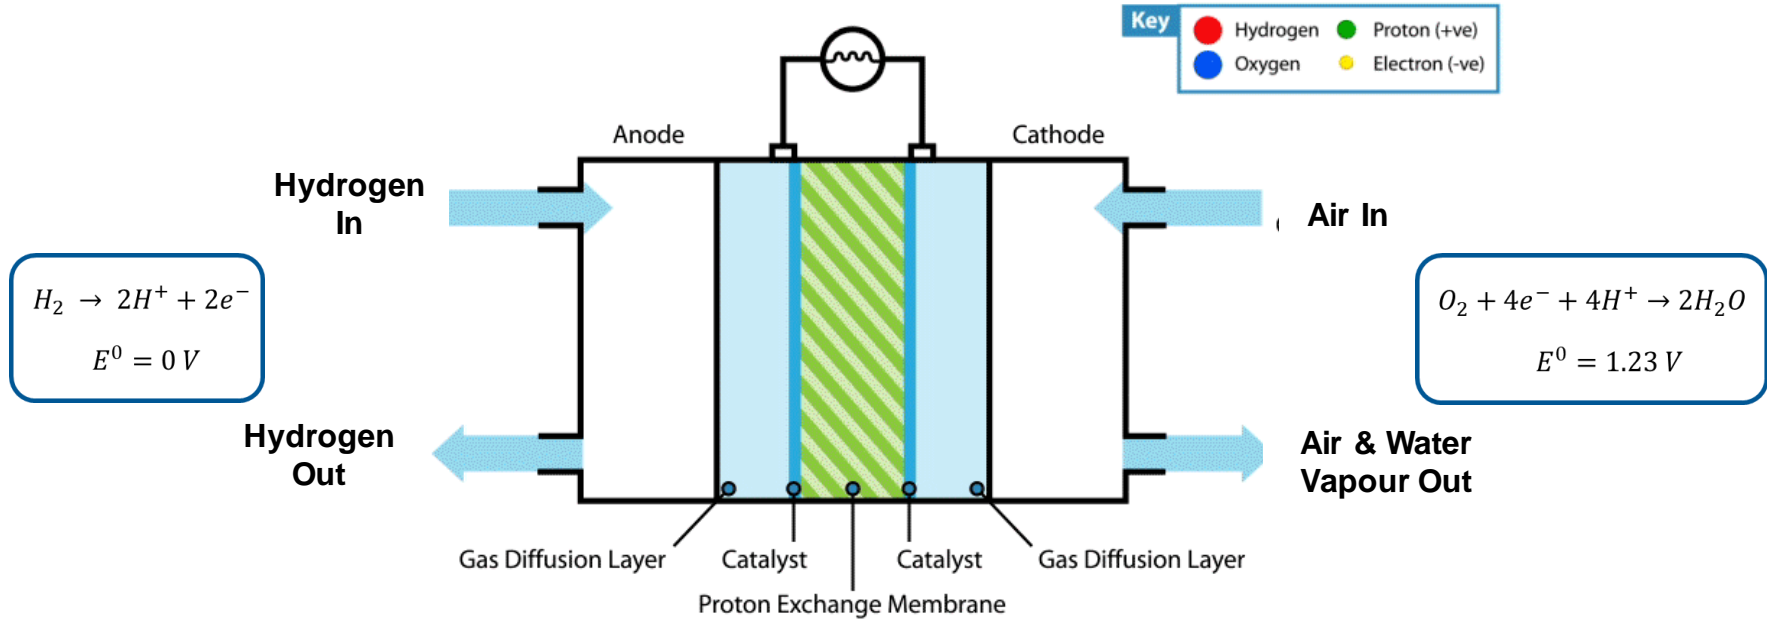 Key
Hydrogen
Proton (+ve)
Oxygen
Electron (-ve)
Anode
Cathode
Hydrogen
In
Air In
H₂ → 2H⁺ + 2e⁻
E⁰ = 0 V
O₂ + 4e⁻ + 4H⁺ → 2H₂O
E⁰ = 1.23 V
Hydrogen
Out
Air & Water
Vapour Out
Gas Diffusion Layer
Catalyst
Catalyst
Gas Diffusion Layer
Proton Exchange Membrane